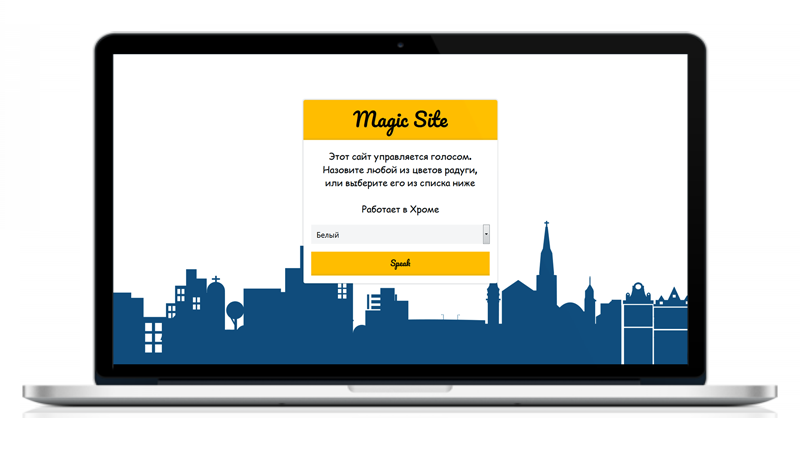 Magic Site
Этот сайт управляется голосом.
Назовите любой из цветов радуги,
или выберите его из списка ниже
Работает в Хроме
Белый
Speak